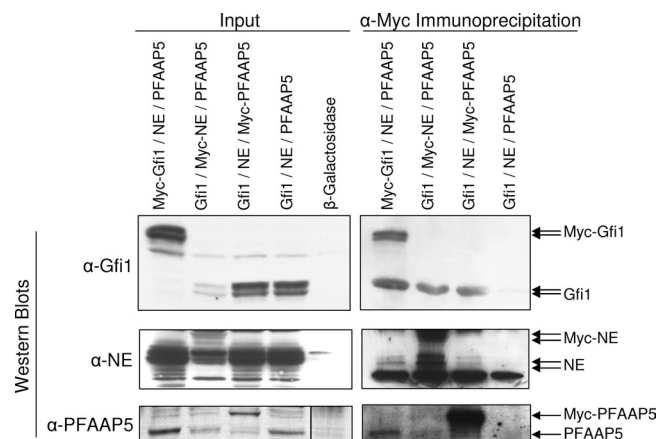 Input
α-Myc Immunoprecipitation
Myc-Gfi1 / NE / PFAAP5
Gfi1 / Myc-NE / PFAAP5
Gfi1 / NE / Myc-PFAAP5
Gfi1 / NE / PFAAP5
β-Galactosidase
Myc-Gfi1 / NE / PFAAP5
Gfi1 / Myc-NE / PFAAP5
Gfi1 / NE / Myc-PFAAP5
Gfi1 / NE / PFAAP5
Western Blots
α-Gfi1
Myc-Gfi1
Gfi1
α-NE
Myc-NE
NE
α-PFAAP5
Myc-PFAAP5
PFAAP5